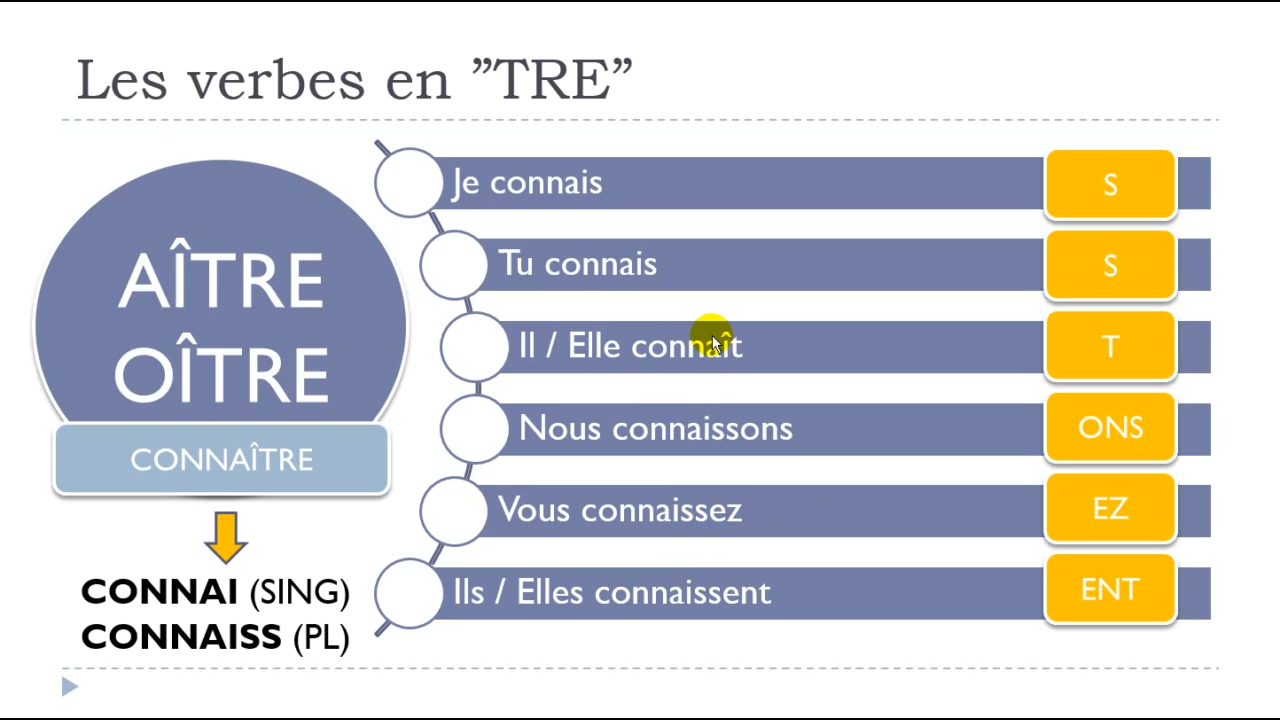 Les verbes en ”TRE”
AÎTRE
OÎTRE
CONNAÎTRE
CONNAI (SING)
CONNAISS (PL)
Je connais S
Tu connais S
Il / Elle connaît T
Nous connaissons ONS
Vous connaissez EZ
Ils / Elles connaissent ENT